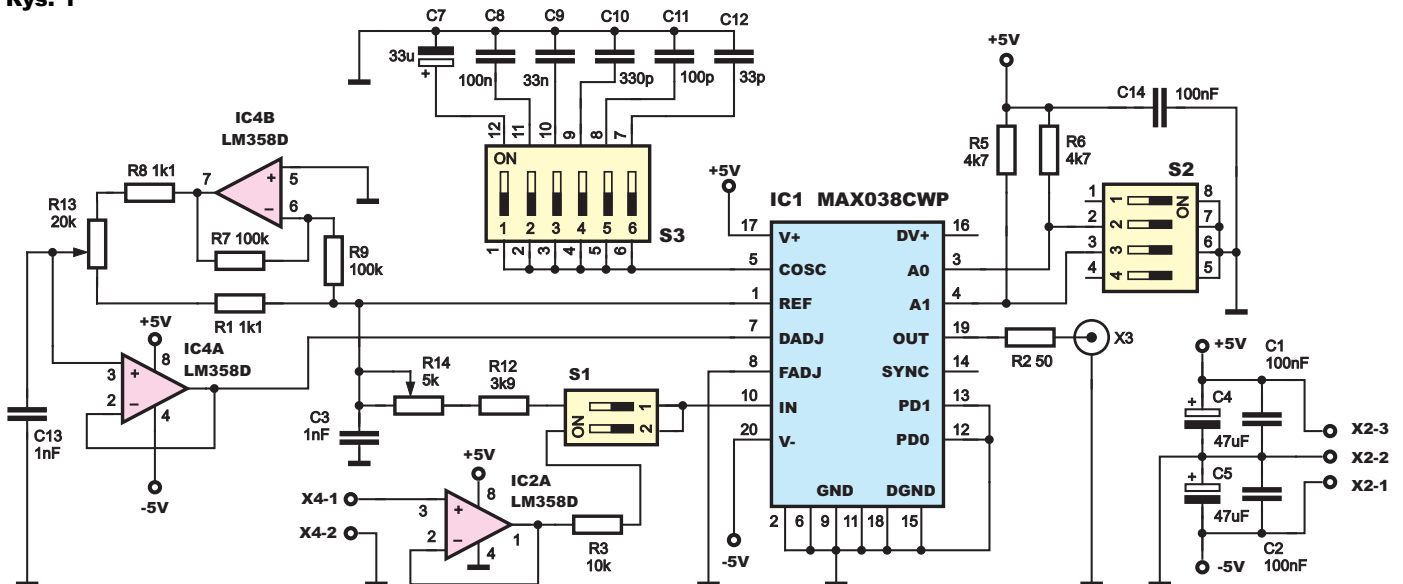 Rys. 1
C7 C8 C9 C10 C11 C12
33u + 100n 33n 330p 100p 33p
12 11 10 9 8 7
ON
1 2 3 4 5 6
S3
1 2 3 4 5 6
IC4B
LM358D
R8 1k1
7
+ 5
− 6
R13
20k
R7 100k
R9
100k
R1 1k1
+5V
IC4A
LM358D
3 + 8
2 − 4
-5V
C13
1nF
R14
5k
R12
3k9
S1
ON 1 2
C3
1nF
X4-1
X4-2
+5V
IC2A
LM358D
3 + 8
2 − 4 1
R3
10k
+5V
IC1 MAX038CWP
17 V+
5 COSC
1 REF
7 DADJ
8 FADJ
10 IN
20 V-
-5V
DV+ 16
A0 3
A1 4
OUT 19
SYNC 14
PD1 13
PD0 12
GND DGND
2 6 9 11 18 15
+5V
R5
4k7
R6
4k7
C14 100nF
S2
1 2 3 4
1 2 3 4
ON
8 7 6 5
R2 50
X3
+5V
C1
100nF
+ C4
47uF
+ C5
47uF
C2
100nF
-5V
X2-3
X2-2
X2-1